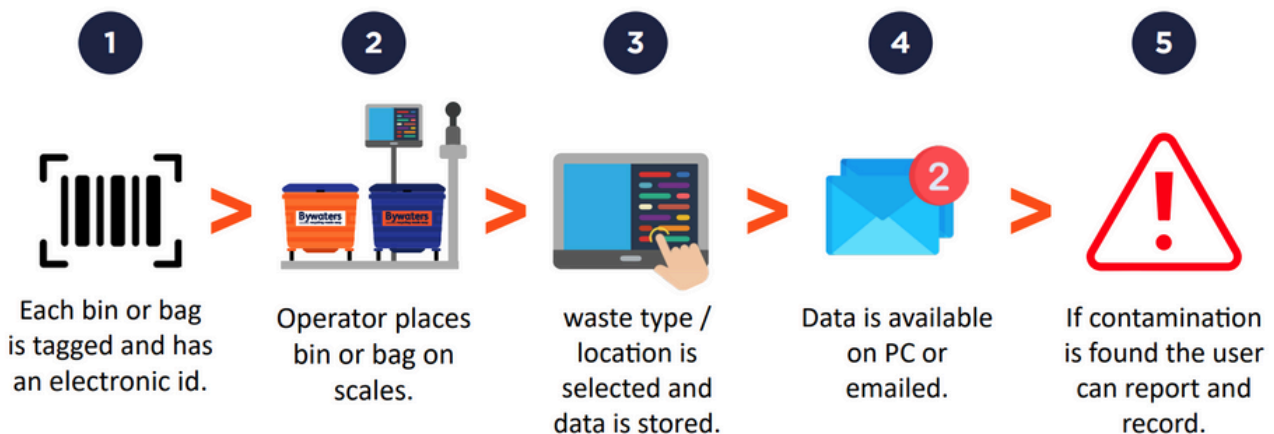 1
2
3
4
5
Bywaters
Bywaters
2
Each bin or bag
is tagged and has
an electronic id.
Operator places
bin or bag on
scales.
waste type /
location is
selected and
data is stored.
Data is available
on PC or
emailed.
If contamination
is found the user
can report and
record.